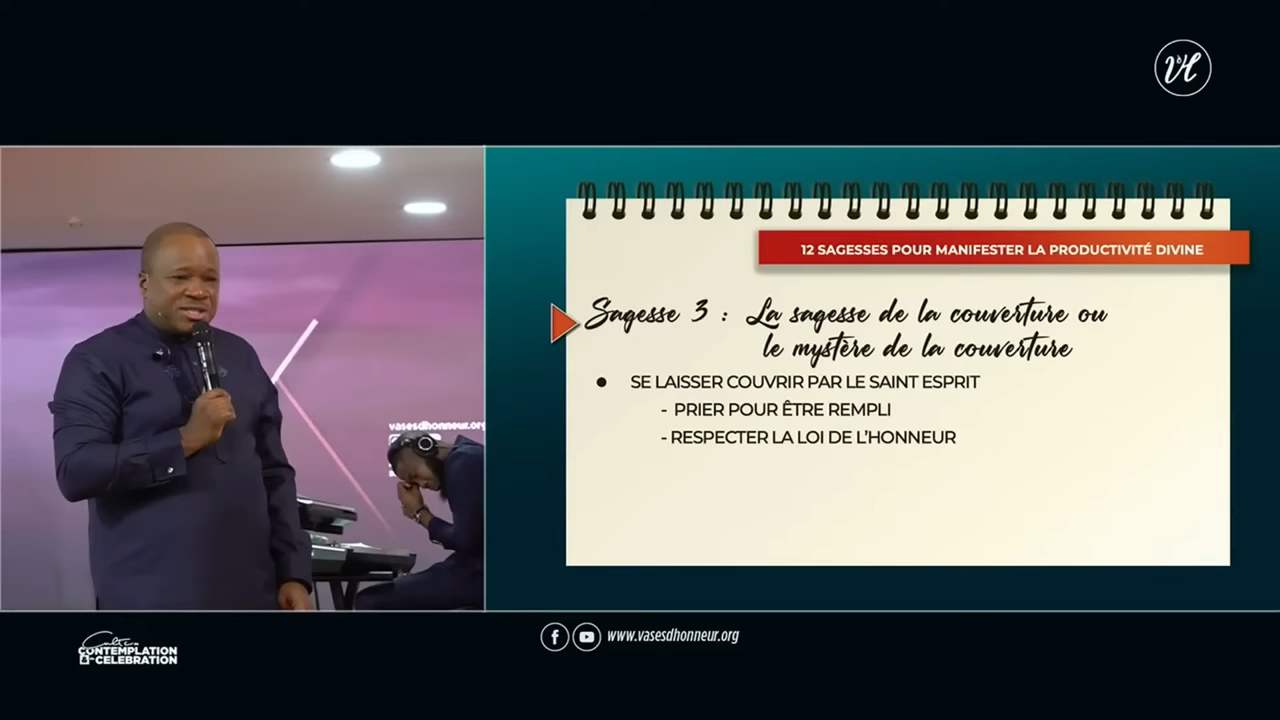 VH
12 SAGESSES POUR MANIFESTER LA PRODUCTIVITÉ DIVINE
Sagesse 3 : La sagesse de la couverture ou
le mystère de la couverture
● SE LAISSER COUVRIR PAR LE SAINT ESPRIT
- PRIER POUR ÊTRE REMPLI
- RESPECTER LA LOI DE L'HONNEUR
vasesdhonneur.org
www.vasesdhonneur.org
CONTEMPLATION
& CELEBRATION